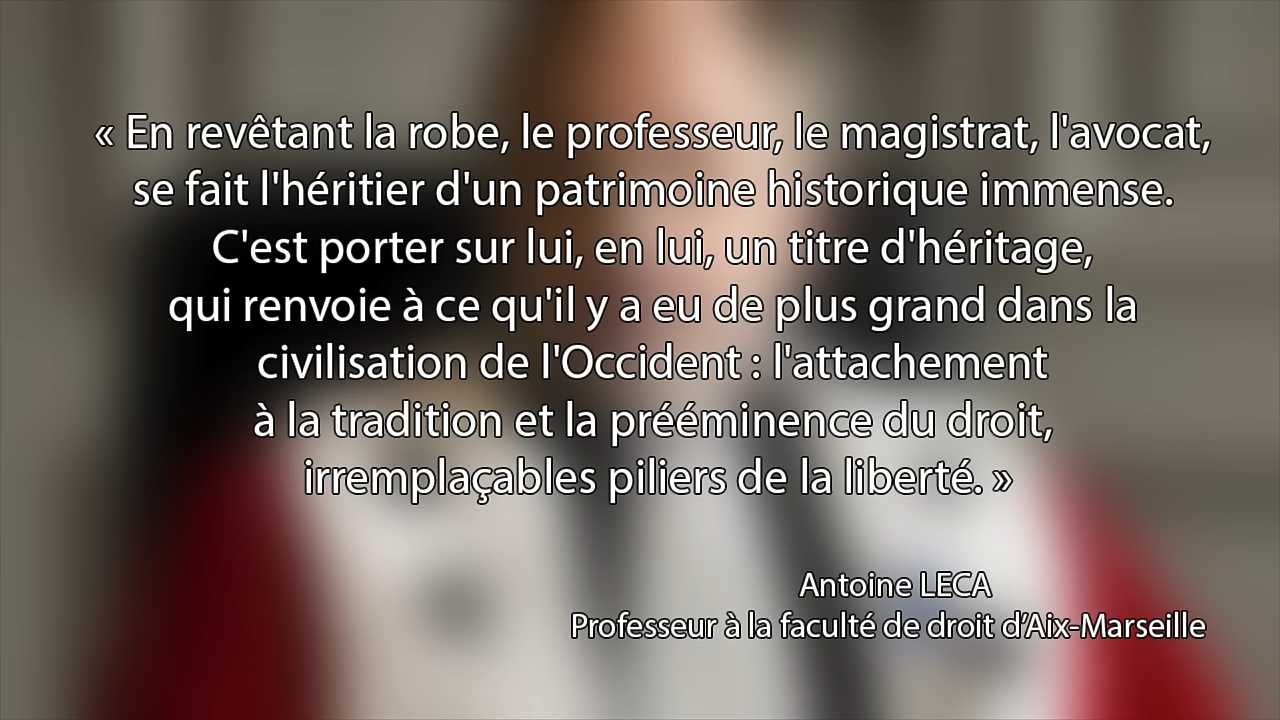 « En revêtant la robe, le professeur, le magistrat, l'avocat,
se fait l'héritier d'un patrimoine historique immense.
C'est porter sur lui, en lui, un titre d'héritage,
qui renvoie à ce qu'il y a eu de plus grand dans la
civilisation de l'Occident : l'attachement
à la tradition et la prééminence du droit,
irremplaçables piliers de la liberté. »
Antoine LECA
Professeur à la faculté de droit d’Aix-Marseille